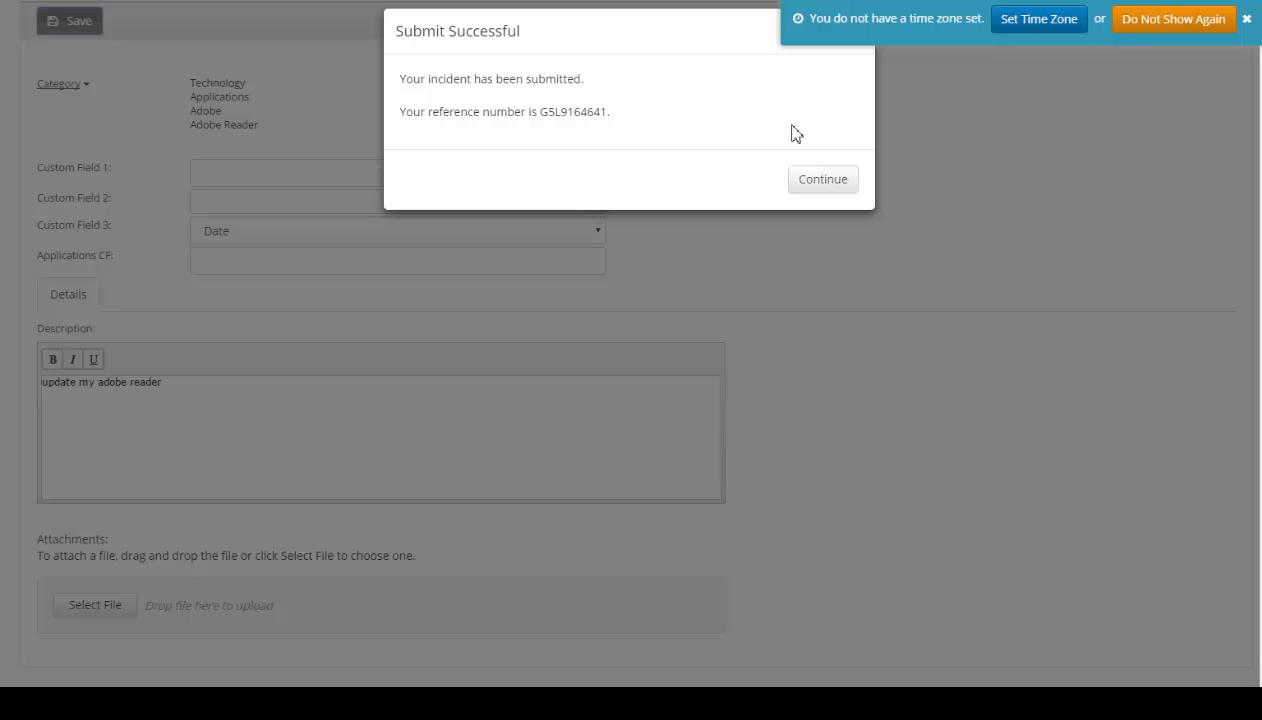 Save
Submit Successful
You do not have a time zone set. Set Time Zone or Do Not Show Again ✖
Your incident has been submitted.
Your reference number is G5L9164641.
Continue
Category
Technology
Applications
Adobe
Adobe Reader
Custom Field 1:
Custom Field 2:
Custom Field 3: Date
Applications CF:
Details
Description:
B I U
update my adobe reader
Attachments:
To attach a file, drag and drop the file or click Select File to choose one.
Select File Drop file here to upload